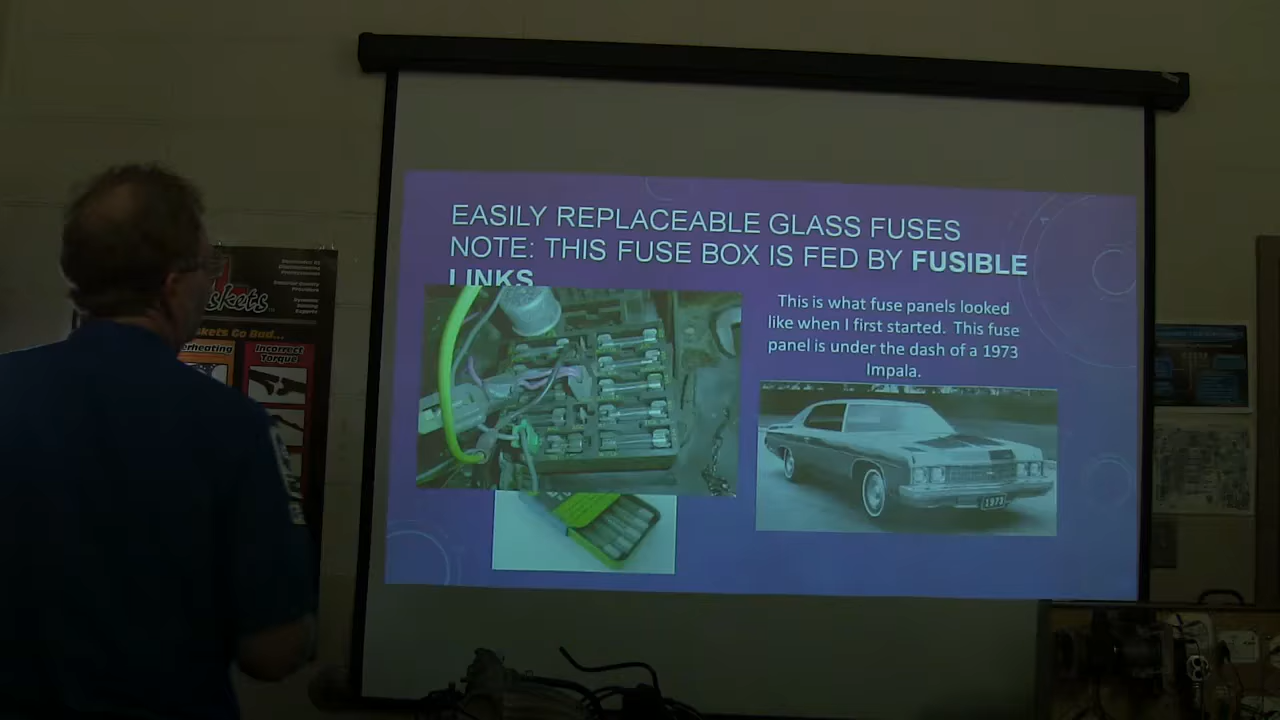 EASILY REPLACEABLE GLASS FUSES
NOTE: THIS FUSE BOX IS FED BY FUSIBLE
LINKS
This is what fuse panels looked
like when I first started. This fuse
panel is under the dash of a 1973
Impala.
1973
Incorrect
Torque